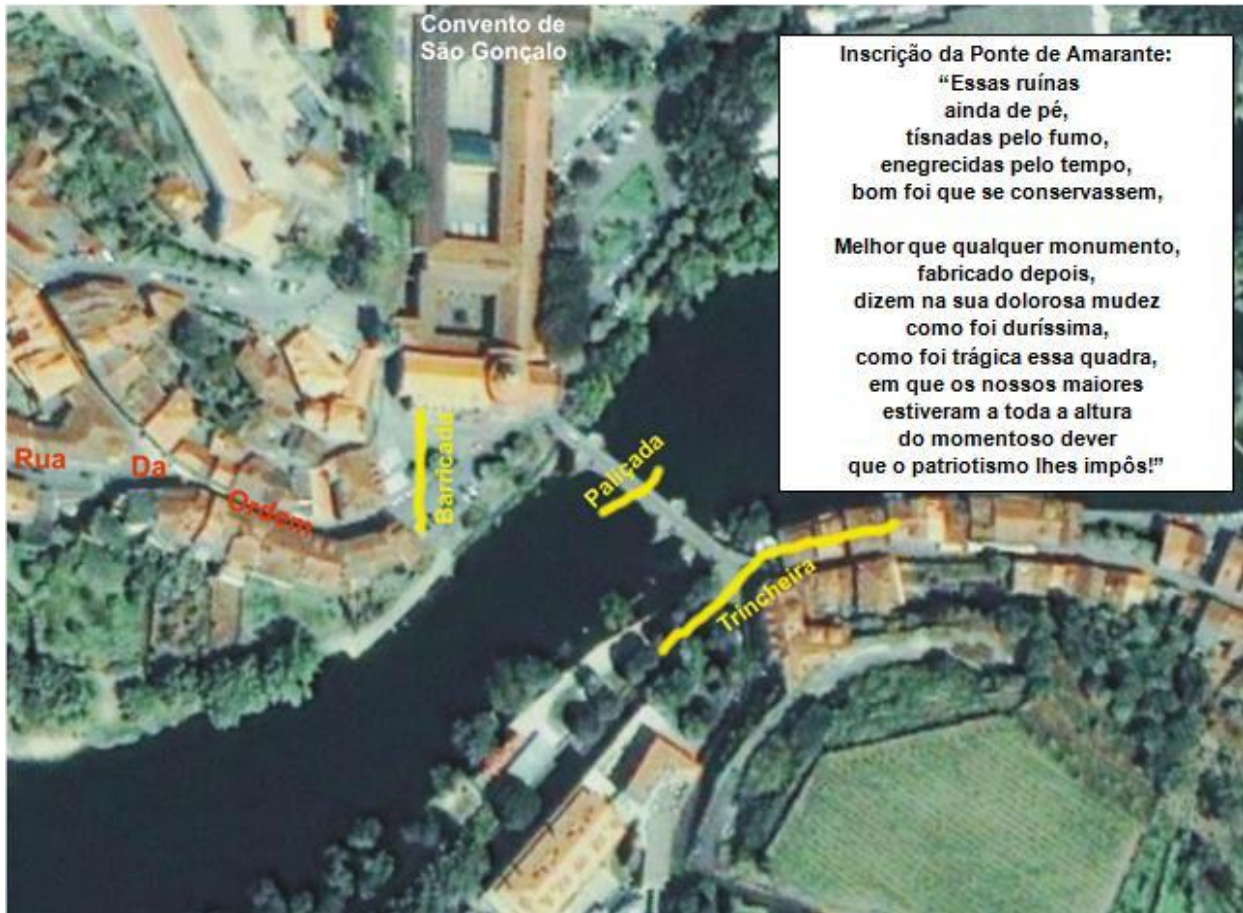 Convento de
São Gonçalo
Inscrição da Ponte de Amarante:
“Essas ruínas
ainda de pé,
tísnadas pelo fumo,
enegrecidas pelo tempo,
bom foi que se conservassem,
Melhor que qualquer monumento,
fabricado depois,
dizem na sua dolorosa mudez
como foi duríssima,
como foi trágica essa quadra,
em que os nossos maiores
estiveram a toda a altura
do momentoso dever
que o patriotismo lhes impôs!”
Rua Da Ordem
Barricada
Paliçada
Trincheira